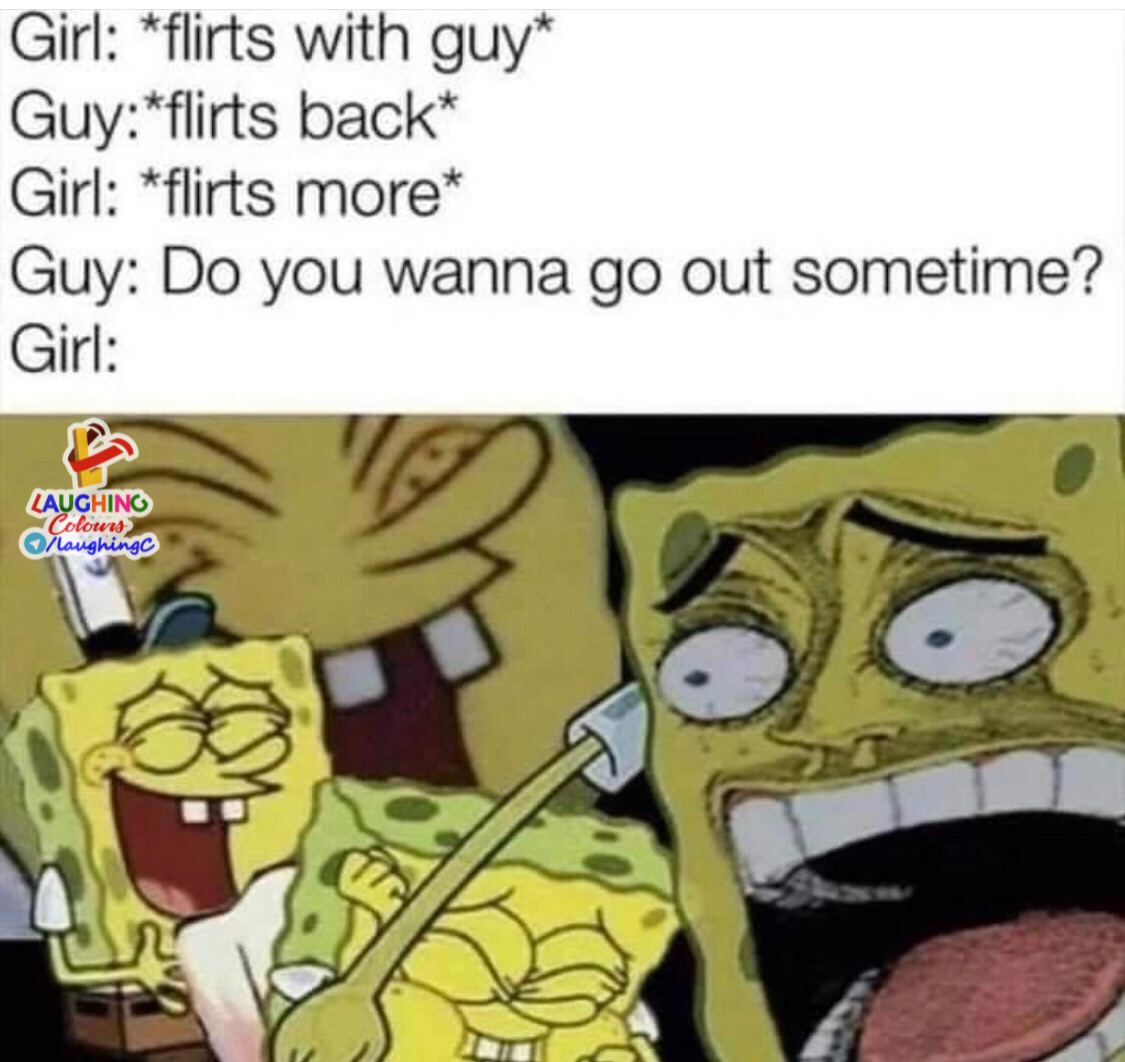 Girl: *flirts with guy*
Guy:*flirts back*
Girl: *flirts more*
Guy: Do you wanna go out sometime?
Girl:
LAUGHING
Colours
/laughingC